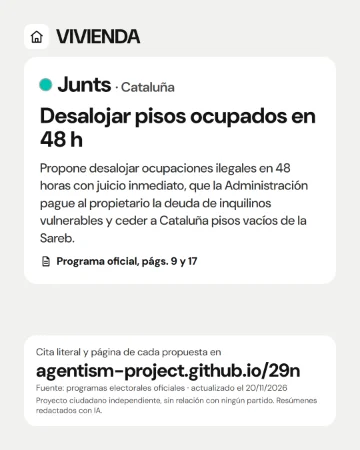 VIVIENDA
Junts · Cataluña
Desalojar pisos ocupados en
48 h
Propone desalojar ocupaciones ilegales en 48
horas con juicio inmediato, que la Administración
pague al propietario la deuda de inquilinos
vulnerables y ceder a Cataluña pisos vacíos de la
Sareb.
Programa oficial, págs. 9 y 17
Cita literal y página de cada propuesta en
agentism-project.github.io/29n
Fuente: programas electorales oficiales · actualizado el 20/11/2026
Proyecto ciudadano independiente, sin relación con ningún partido. Resúmenes
redactados con IA.